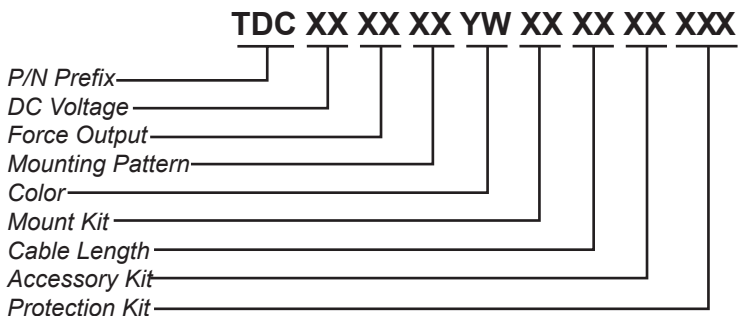 TDC XX XX XX YW XX XX XX XXX
P/N Prefix
DC Voltage
Force Output
Mounting Pattern
Color
Mount Kit
Cable Length
Accessory Kit
Protection Kit